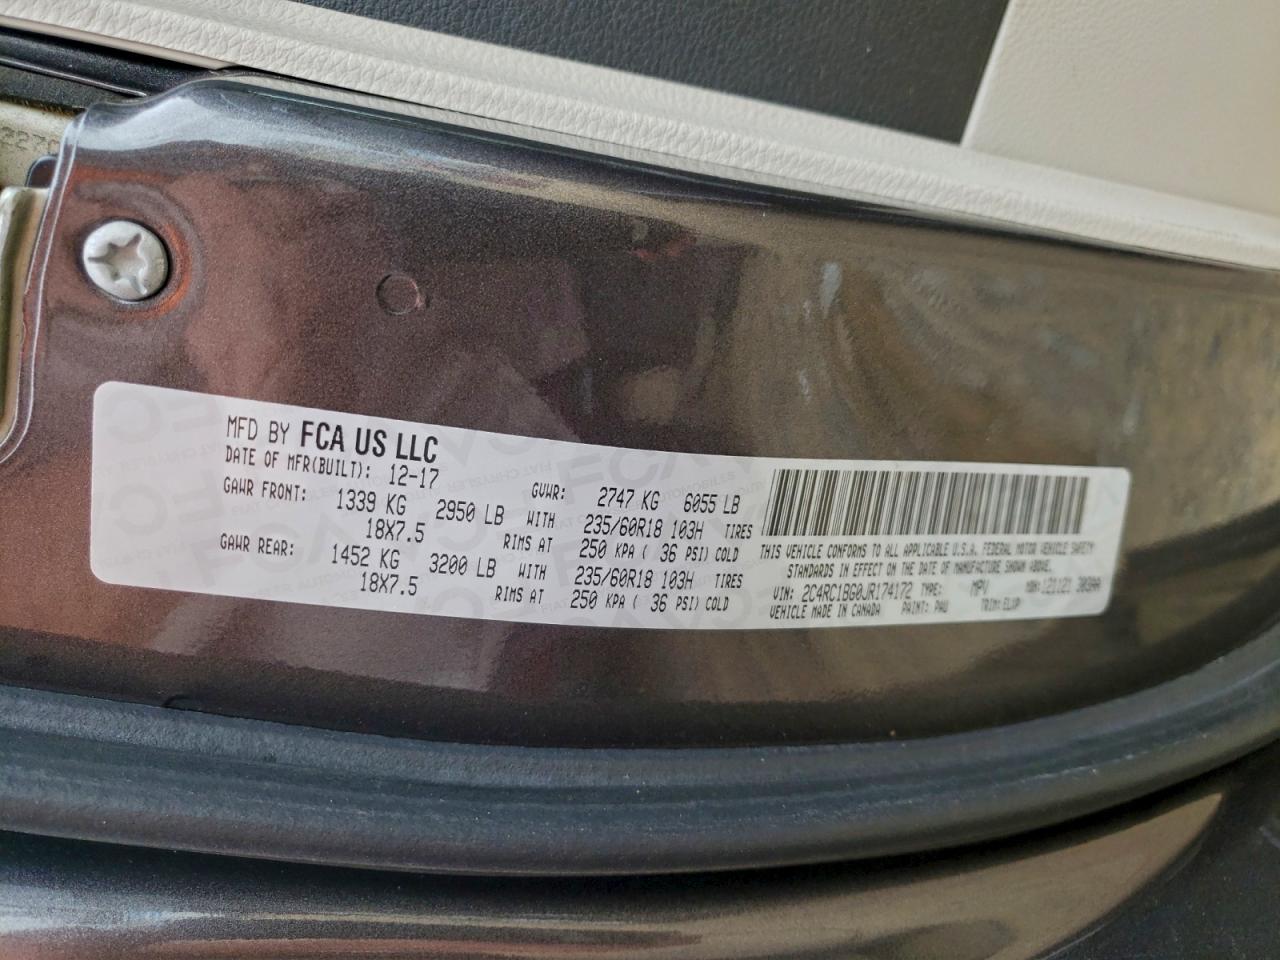 MFD BY FCA US LLC
DATE OF MFR(BUILT): 12-17
GAWR FRONT: GVWR: 2747 KG 6055 LB
1339 KG 2950 LB WITH 235/60R18 103H TIRES
18X7.5 RIMS AT 250 KPA ( 36 PSI) COLD
GAWR REAR:
1452 KG 3200 LB WITH 235/60R18 103H TIRES
18X7.5 RIMS AT 250 KPA ( 36 PSI) COLD
THIS VEHICLE CONFORMS TO ALL APPLICABLE U.S.A. FEDERAL MOTOR VEHICLE SAFETY
STANDARDS IN EFFECT ON THE DATE OF MANUFACTURE SHOWN ABOVE.
VIN: 2C4RC1BG0JR174172 TYPE: MPV MDH: 121121
VEHICLE MADE IN CANADA PAINT: PAU TRIM: